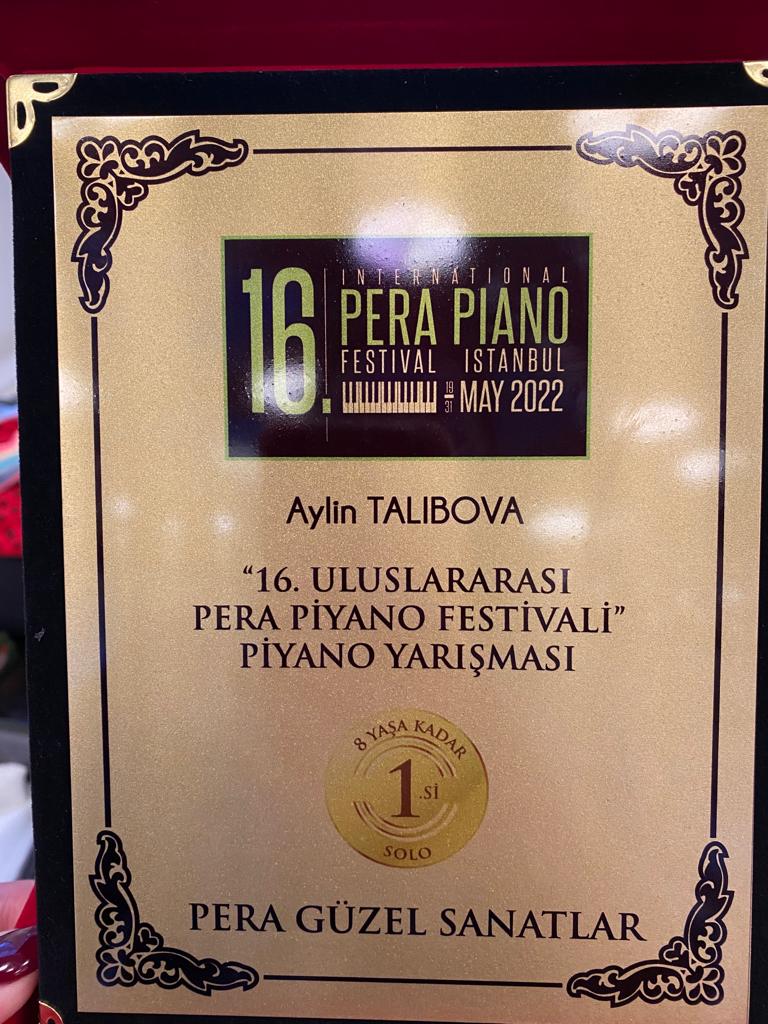 16.
INTERNATIONAL
PERA PIANO
FESTIVAL ISTANBUL
19
31
MAY 2022
Aylin TALIBOVA
“16. ULUSLARARASI
PERA PİYANO FESTİVALİ”
PİYANO YARIŞMASI
8 YAŞA KADAR
1.Sİ
SOLO
PERA GÜZEL SANATLAR